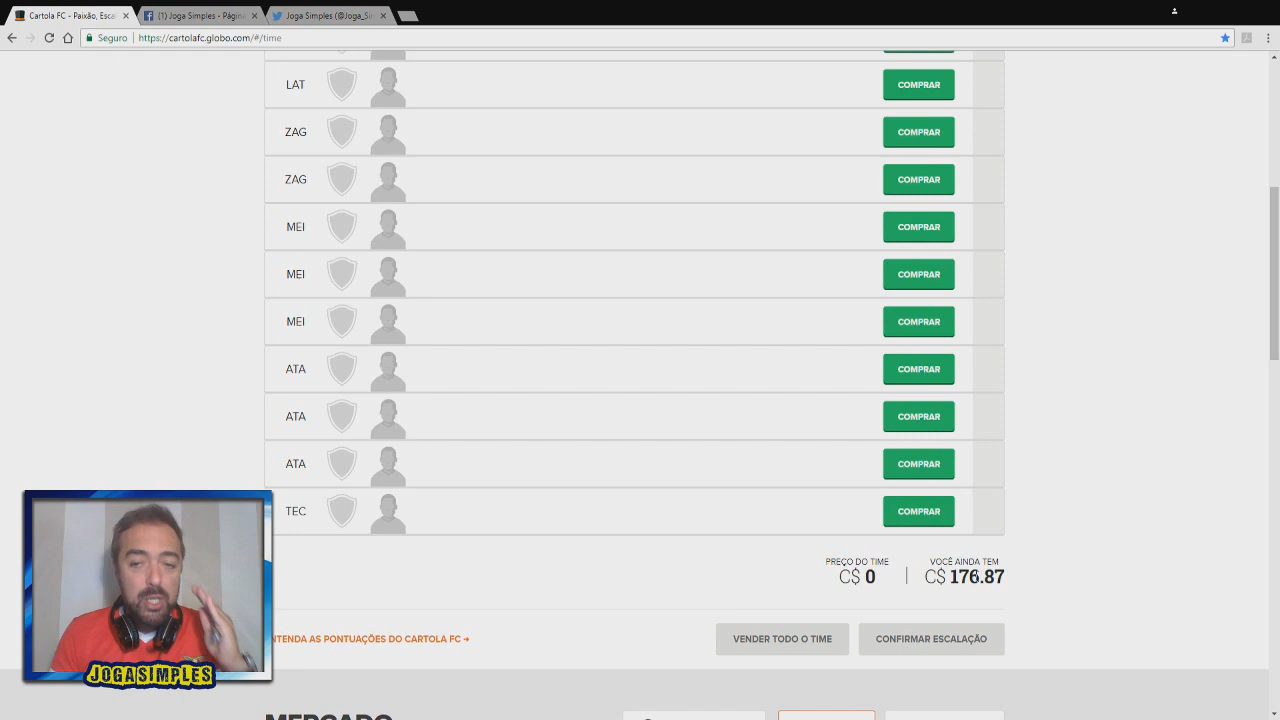 Cartola FC - Paixão, Esca
(1) Joga Simples - Página
Joga Simples (@Joga_Sim
Seguro
https://cartolafc.globo.com/#/time
LAT
COMPRAR
ZAG
COMPRAR
ZAG
COMPRAR
MEI
COMPRAR
MEI
COMPRAR
MEI
COMPRAR
ATA
COMPRAR
ATA
COMPRAR
ATA
COMPRAR
TEC
COMPRAR
PREÇO DO TIME
C$ 0
VOCÊ AINDA TEM
C$ 176.87
NTENDA AS PONTUAÇÕES DO CARTOLA FC →
VENDER TODO O TIME
CONFIRMAR ESCALAÇÃO
JOGA SIMPLES
MERCADO